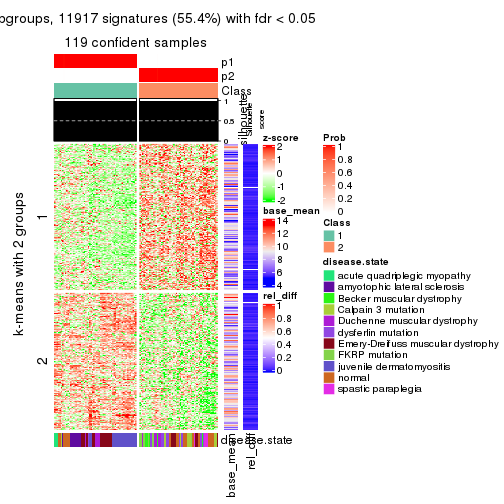 bgroups, 11917 signatures (55.4%) with fdr < 0.05
119 confident samples
p1
p2
Class
1
0.5
0
silhouette
score
k-means with 2 groups
1
2
z-score
2
1
0
-1
-2
base_mean
14
12
10
8
6
4
rel_diff
1
0.8
0.6
0.4
0.2
0
Prob
1
0.8
0.6
0.4
0.2
0
Class
1
2
disease.state
acute quadriplegic myopathy
amyotophic lateral sclerosis
Becker muscular dystrophy
Calpain 3 mutation
Duchenne muscular dystrophy
dysferlin mutation
Emery-Dreifuss muscular dystrophy
FKRP mutation
juvenile dermatomyositis
normal
spastic paraplegia
disease.state
base_mean
rel_diff